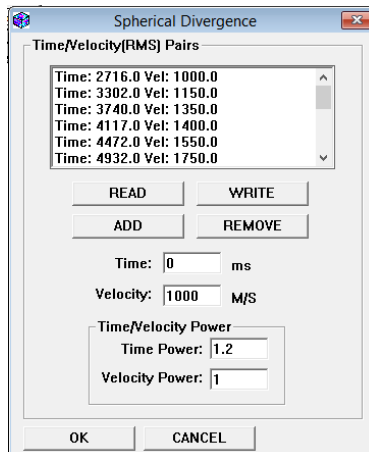 Spherical Divergence
Time/Velocity(RMS) Pairs
Time: 2716.0 Vel: 1000.0
Time: 3302.0 Vel: 1150.0
Time: 3740.0 Vel: 1350.0
Time: 4117.0 Vel: 1400.0
Time: 4472.0 Vel: 1550.0
Time: 4932.0 Vel: 1750.0
READ WRITE
ADD REMOVE
Time: 0 ms
Velocity: 1000 M/S
Time/Velocity Power
Time Power: 1.2
Velocity Power: 1
OK CANCEL